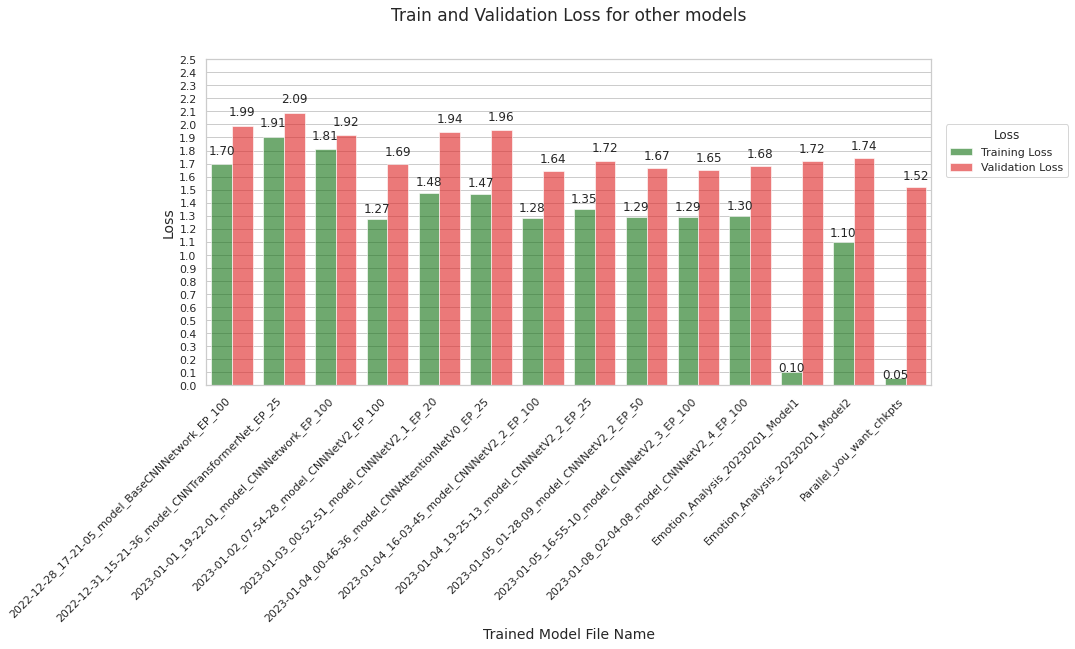 Train and Validation Loss for other models
Loss
2.5
2.4
2.3
2.2
2.1
2.0
1.9
1.8
1.7
1.6
1.5
1.4
1.3
1.2
1.1
1.0
0.9
0.8
0.7
0.6
0.5
0.4
0.3
0.2
0.1
0.0
1.70
1.99
1.91
2.09
1.81
1.92
1.27
1.69
1.48
1.94
1.47
1.96
1.28
1.64
1.35
1.72
1.29
1.67
1.29
1.65
1.30
1.68
0.10
1.72
1.10
1.74
0.05
1.52
Loss
Training Loss
Validation Loss
2022-12-28_17-21-05_model_BaseCNNNetwork_EP_100
2022-12-31_15-21-36_model_CNNTransformerNet_EP_25
2023-01-01_19-22-01_model_CNNNetwork_EP_100
2023-01-02_07-54-28_model_CNNNetV2_EP_100
2023-01-03_00-52-51_model_CNNNetV2_1_EP_20
2023-01-04_00-46-36_model_CNNAttentionNetV0_EP_25
2023-01-04_16-03-45_model_CNNNetV2_2_EP_100
2023-01-04_19-25-13_model_CNNNetV2_2_EP_25
2023-01-05_01-28-09_model_CNNNetV2_2_EP_50
2023-01-05_16-55-10_model_CNNNetV2_3_EP_100
2023-01-08_02-04-08_model_CNNNetV2_4_EP_100
Emotion_Analysis_20230201_Model1
Emotion_Analysis_20230201_Model2
Parallel_you_want_chkpts
Trained Model File Name